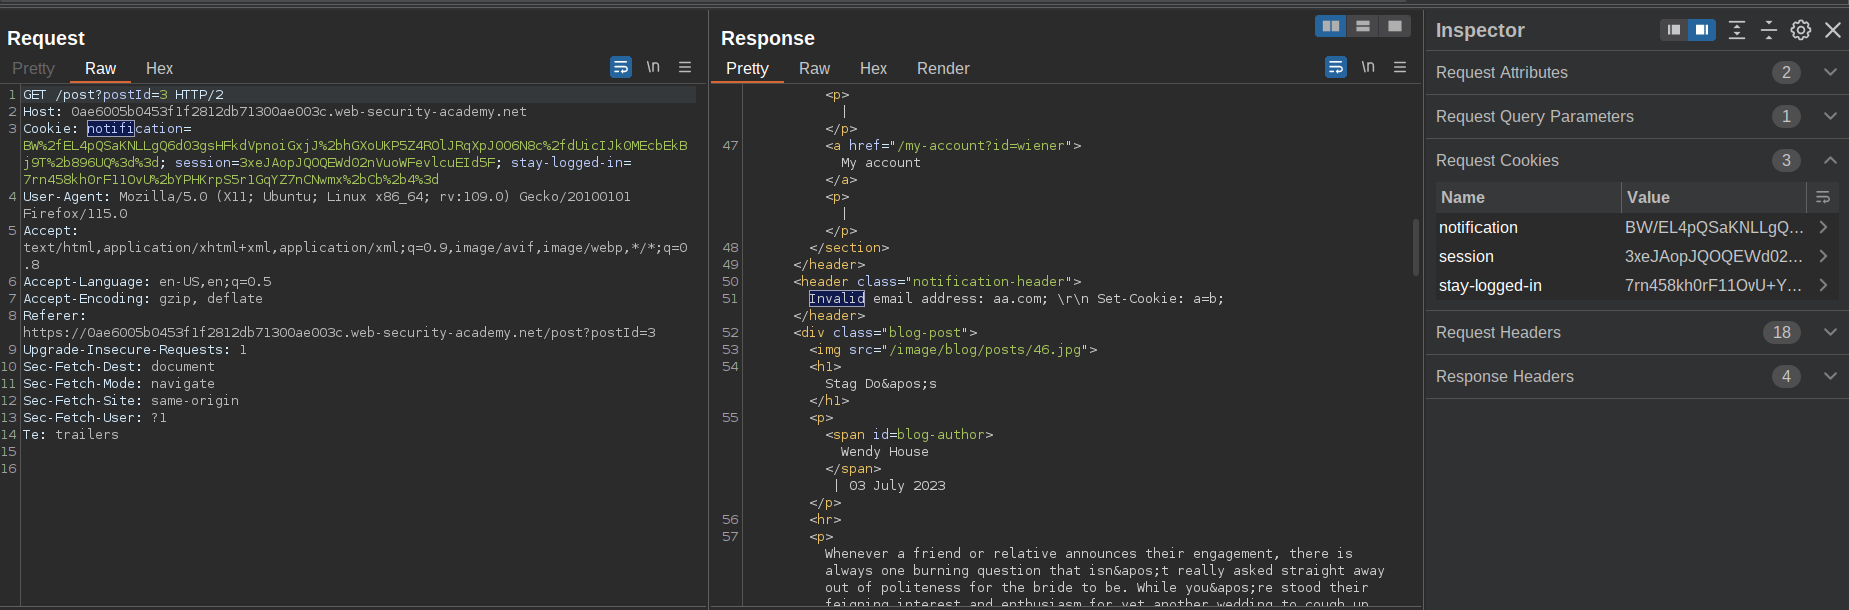 Request
Pretty Raw Hex
\n
1 GET /post?postId=3 HTTP/2
2 Host: 0ae6005b0453f1f2812db71300ae003c.web-security-academy.net
3 Cookie: notification=
BW%2fEL4pQSaKNLLgQ6d03gsHFkdVpnoiGxjJ%2bhGXoUKP5Z4ROlJRqXpJ0O6N8c%2fdUicIJkOMEcbEkB
j9T%2b896UQ%3d%3d; session=3xeJAopJQOQEWd02nVuoWFevlcuEId5F; stay-logged-in=
7rn458kh0rF11OvU%2bYPHKrpS5r1GqYZ7nCNwmx%2bCb%2b4%3d
4 User-Agent: Mozilla/5.0 (X11; Ubuntu; Linux x86_64; rv:109.0) Gecko/20100101
Firefox/115.0
5 Accept:
text/html,application/xhtml+xml,application/xml;q=0.9,image/avif,image/webp,*/*;q=0
.8
6 Accept-Language: en-US,en;q=0.5
7 Accept-Encoding: gzip, deflate
8 Referer:
https://0ae6005b0453f1f2812db71300ae003c.web-security-academy.net/post?postId=3
9 Upgrade-Insecure-Requests: 1
10 Sec-Fetch-Dest: document
11 Sec-Fetch-Mode: navigate
12 Sec-Fetch-Site: same-origin
13 Sec-Fetch-User: ?1
14 Te: trailers
15
16
Response
Pretty Raw Hex Render
\n
<p>
|
</p>
47 <a href="/my-account?id=wiener">
My account
</a>
<p>
|
</p>
48 </section>
49 </header>
50 <header class="notification-header">
51 Invalid email address: aa.com; \r\n Set-Cookie: a=b;
</header>
52 <div class="blog-post">
53 <img src="/image/blog/posts/46.jpg">
54 <h1>
Stag Do&apos;s
</h1>
55 <p>
<span id=blog-author>
Wendy House
</span>
| 03 July 2023
</p>
56 <hr>
57 <p>
Whenever a friend or relative announces their engagement, there is
always one burning question that isn&apos;t really asked straight away
out of politeness for the bride to be. While you&apos;re stood their
feigning interest and enthusiasm for yet another wedding to cough up
Inspector
Request Attributes 2
Request Query Parameters 1
Request Cookies 3
Name Value
notification BW/EL4pQSaKNLLgQ...
session 3xeJAopJQOQEWd02...
stay-logged-in 7rn458kh0rF11OvU+Y...
Request Headers 18
Response Headers 4